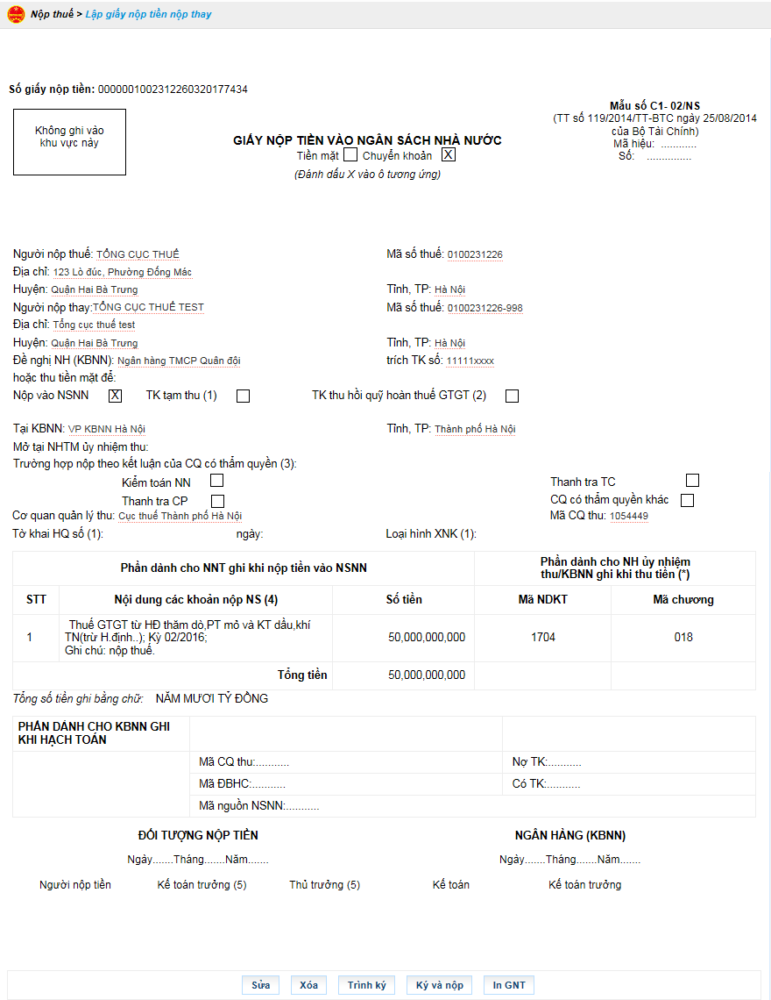 Nộp thuế > Lập giấy nộp tiền nộp thay
Số giấy nộp tiền: 0000001002312260320177434
Mẫu số C1- 02/NS
(TT số 119/2014/TT-BTC ngày 25/08/2014
của Bộ Tài Chính)
Mã hiệu: ............
Số: ...............
Không ghi vào
khu vực này
GIẤY NỘP TIỀN VÀO NGÂN SÁCH NHÀ NƯỚC
Tiền mặt Chuyển khoản X
(Đánh dấu X vào ô tương ứng)
Người nộp thuế: TỔNG CỤC THUẾ Mã số thuế: 0100231226
Địa chỉ: 123 Lò đúc, Phường Đống Mác
Huyện: Quận Hai Bà Trưng Tỉnh, TP: Hà Nội
Người nộp thay:TỔNG CỤC THUẾ TEST Mã số thuế: 0100231226-998
Địa chỉ: Tổng cục thuế test
Huyện: Quận Hai Bà Trưng Tỉnh, TP: Hà Nội
Đề nghị NH (KBNN): Ngân hàng TMCP Quân đội trích TK số: 11111xxxx
hoặc thu tiền mặt để:
Nộp vào NSNN X TK tạm thu (1) TK thu hồi quỹ hoàn thuế GTGT (2)
Tại KBNN: VP KBNN Hà Nội Tỉnh, TP: Thành phố Hà Nội
Mở tại NHTM ủy nhiệm thu:
Trường hợp nộp theo kết luận của CQ có thẩm quyền (3):
Kiểm toán NN Thanh tra TC
Thanh tra CP CQ có thẩm quyền khác
Cơ quan quản lý thu: Cục thuế Thành phố Hà Nội Mã CQ thu: 1054449
Tờ khai HQ số (1): ngày: Loại hình XNK (1):
Phần dành cho NNT ghi khi nộp tiền vào NSNN
Phần dành cho NH ủy nhiệm
thu/KBNN ghi khi thu tiền (*)
STT Nội dung các khoản nộp NS (4) Số tiền Mã NDKT Mã chương
1 Thuế GTGT từ HĐ thăm dò,PT mỏ và KT dầu,khí
TN(trừ H.định..); Kỳ 02/2016;
Ghi chú: nộp thuế.
50,000,000,000 1704 018
Tổng tiền 50,000,000,000
Tổng số tiền ghi bằng chữ: NĂM MƯƠI TỶ ĐỒNG
PHẦN DÀNH CHO KBNN GHI
KHI HẠCH TOÁN
Mã CQ thu:........... Nợ TK:...........
Mã ĐBHC:........... Có TK:...........
Mã nguồn NSNN:...........
ĐỐI TƯỢNG NỘP TIỀN NGÂN HÀNG (KBNN)
Ngày.......Tháng.......Năm....... Ngày.......Tháng.......Năm.......
Người nộp tiền Kế toán trưởng (5) Thủ trưởng (5) Kế toán Kế toán trưởng
Sửa Xóa Trình ký Ký và nộp In GNT